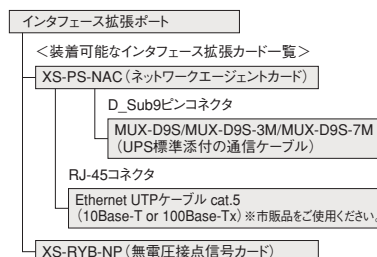 インタフェース拡張ポート
＜装着可能なインタフェース拡張カード一覧＞
XS-PS-NAC（ネットワークエージェントカード）
D_Sub9ピンコネクタ
MUX-D9S/MUX-D9S-3M/MUX-D9S-7M
（UPS標準添付の通信ケーブル）
RJ-45コネクタ
Ethernet UTPケーブル cat.5
（10Base-T or 100Base-Tx）※市販品をご使用ください。
XS-RYB-NP（無電圧接点信号カード）